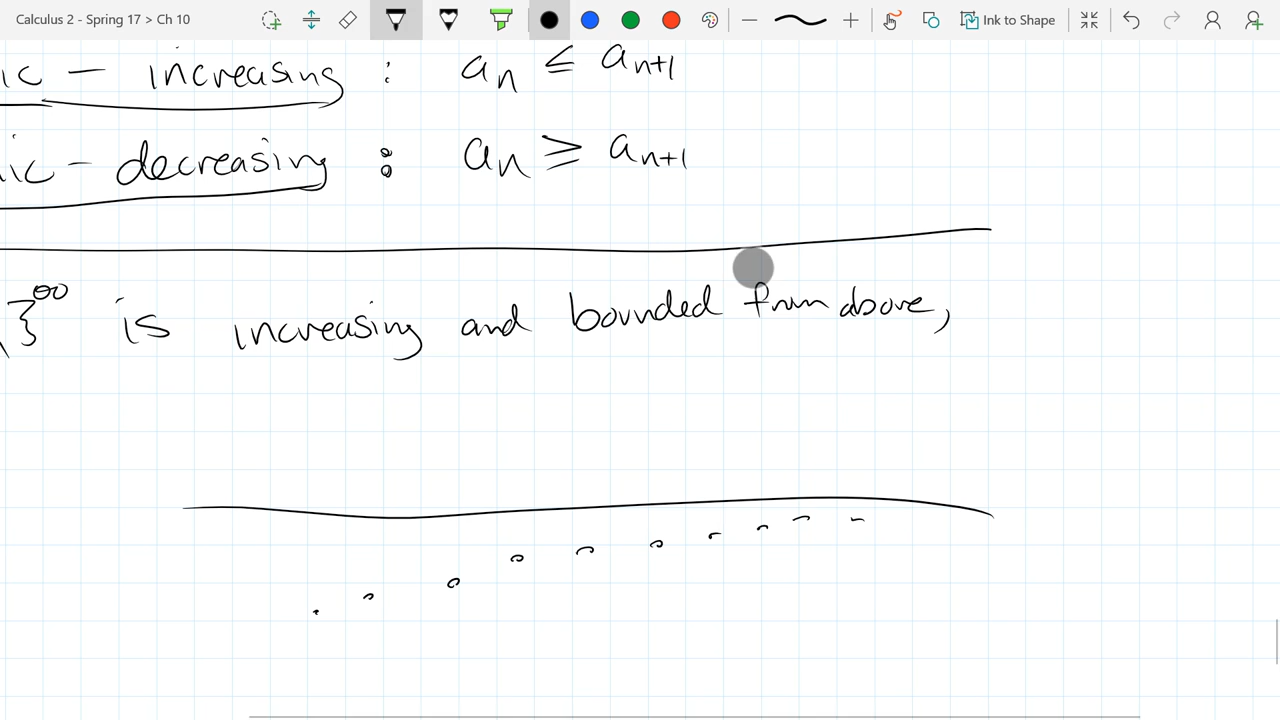 Calculus 2 - Spring 17 > Ch 10
Ink to Shape
ic - increasing : aₙ ≤ aₙ₊₁
ic - decreasing : aₙ ≥ aₙ₊₁
}^∞ is increasing and bounded from above,